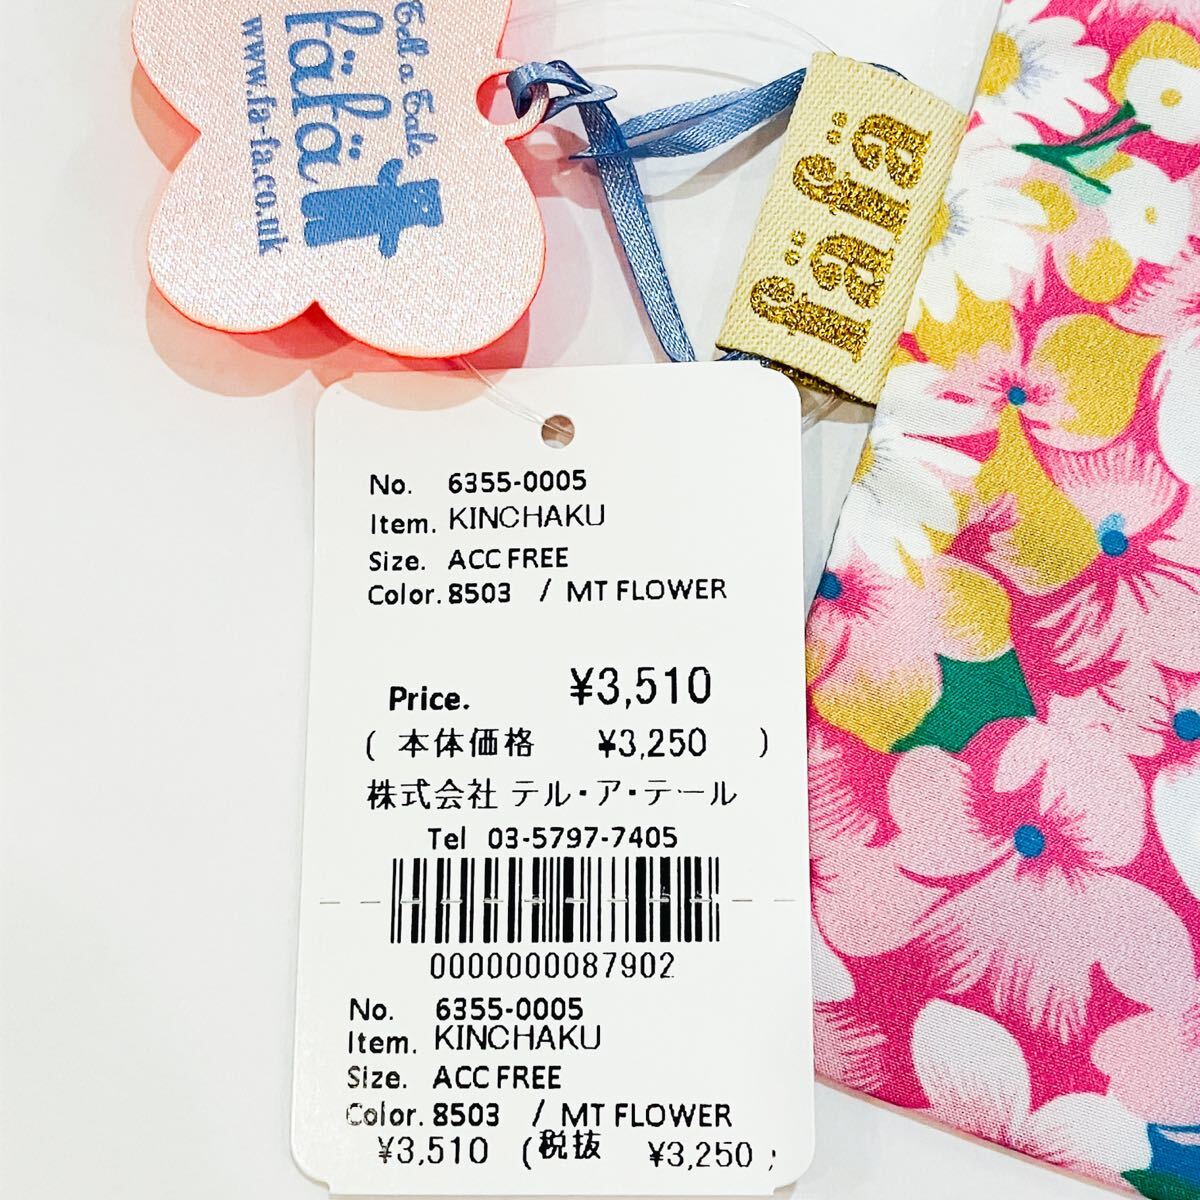 Tell a Tale
fafa
www.fa-fa.co.uk
fäfä
No. 6355-0005
Item. KINCHAKU
Size. ACC FREE
Color. 8503 / MT FLOWER
Price. ¥3,510
( 本体価格 ¥3,250 )
株式会社 テル・ア・テール
Tel 03-5797-7405
0000000087902
No. 6355-0005
Item. KINCHAKU
Size. ACC FREE
Color. 8503 / MT FLOWER
¥3,510 (税抜 ¥3,250 )